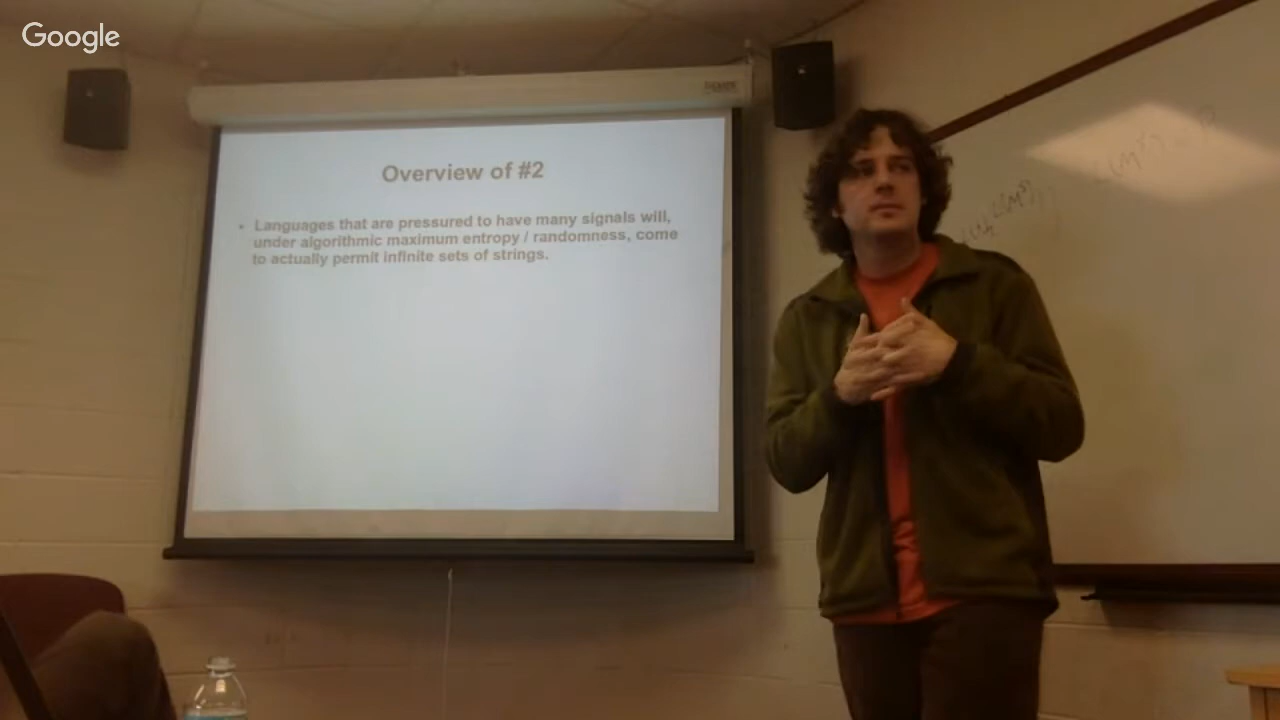 Google
Overview of #2
• Languages that are pressured to have many signals will,
under algorithmic maximum entropy / randomness, come
to actually permit infinite sets of strings.